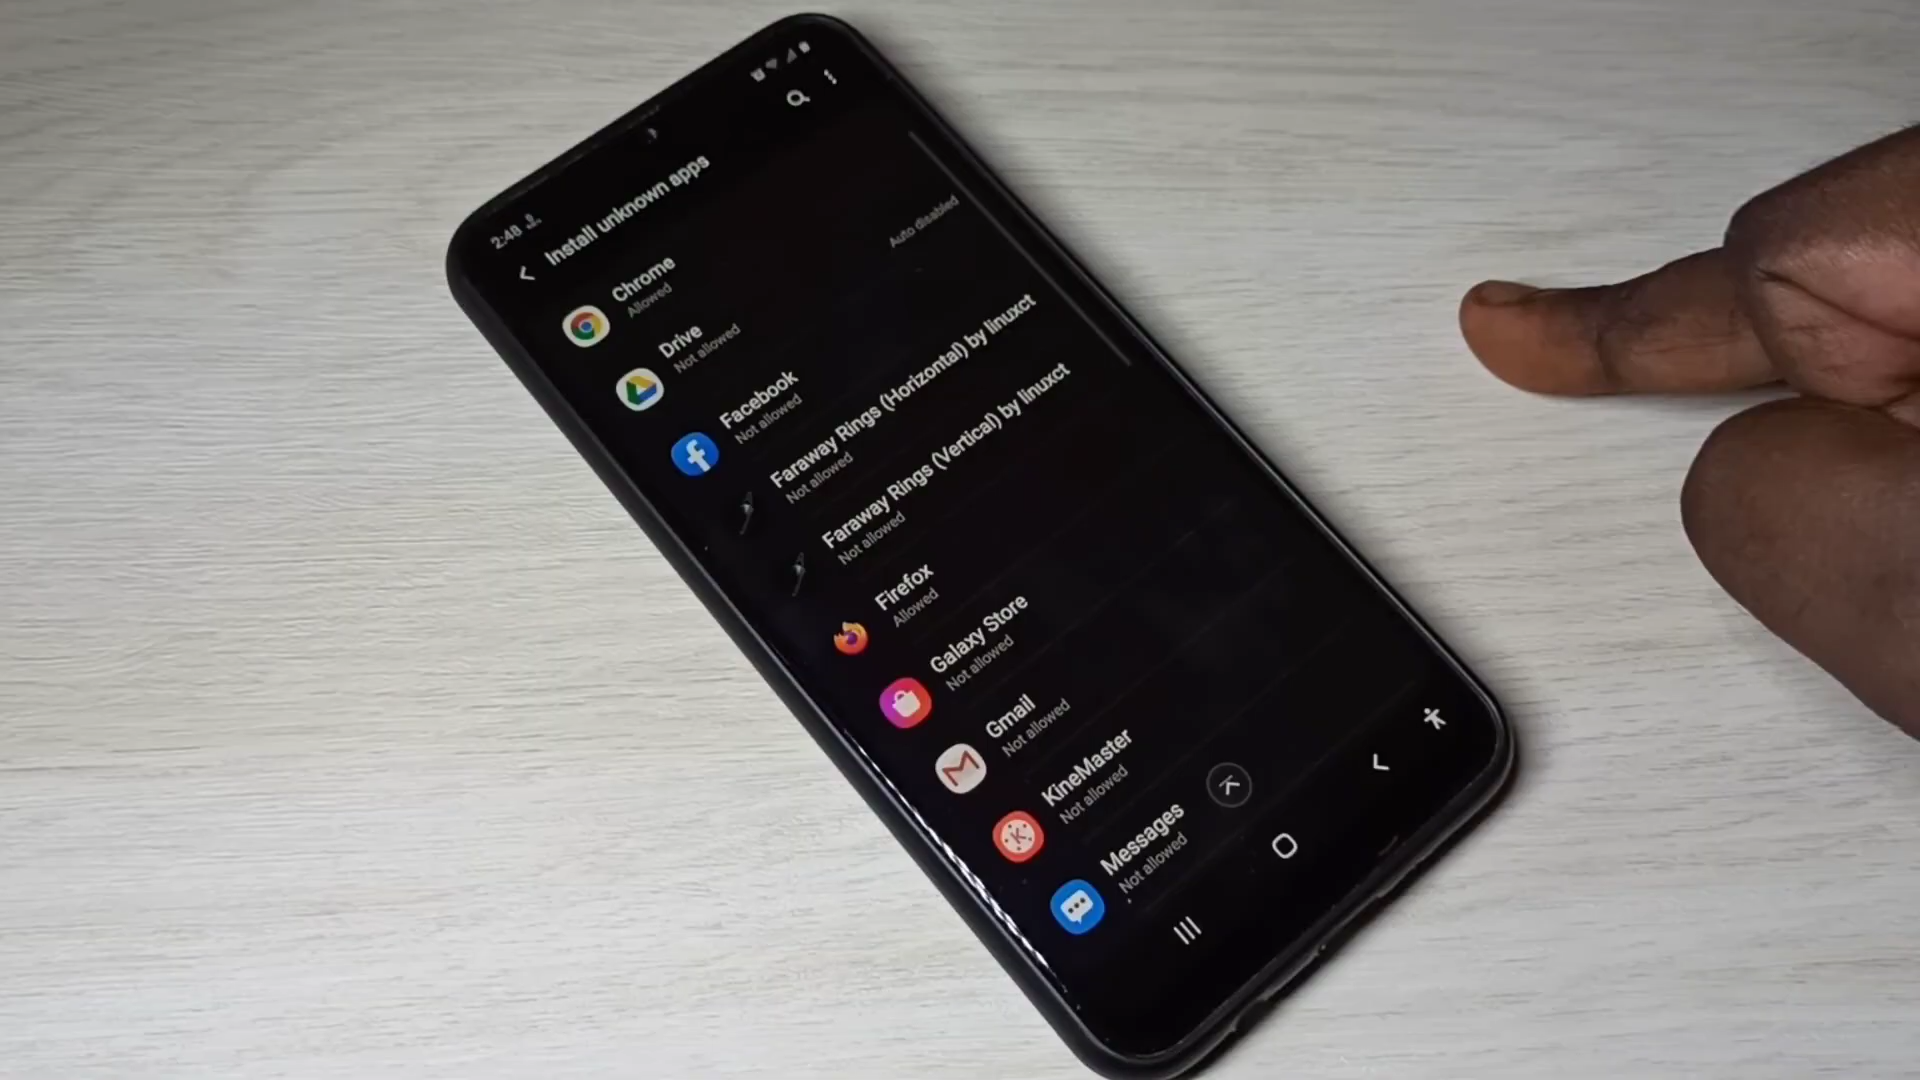 2:48
Install unknown apps
Chrome
Allowed
Auto disabled
Drive
Not allowed
Facebook
Not allowed
Faraway Rings (Horizontal) by linuxct
Not allowed
Faraway Rings (Vertical) by linuxct
Not allowed
Firefox
Allowed
Galaxy Store
Not allowed
Gmail
Not allowed
KineMaster
Not allowed
Messages
Not allowed